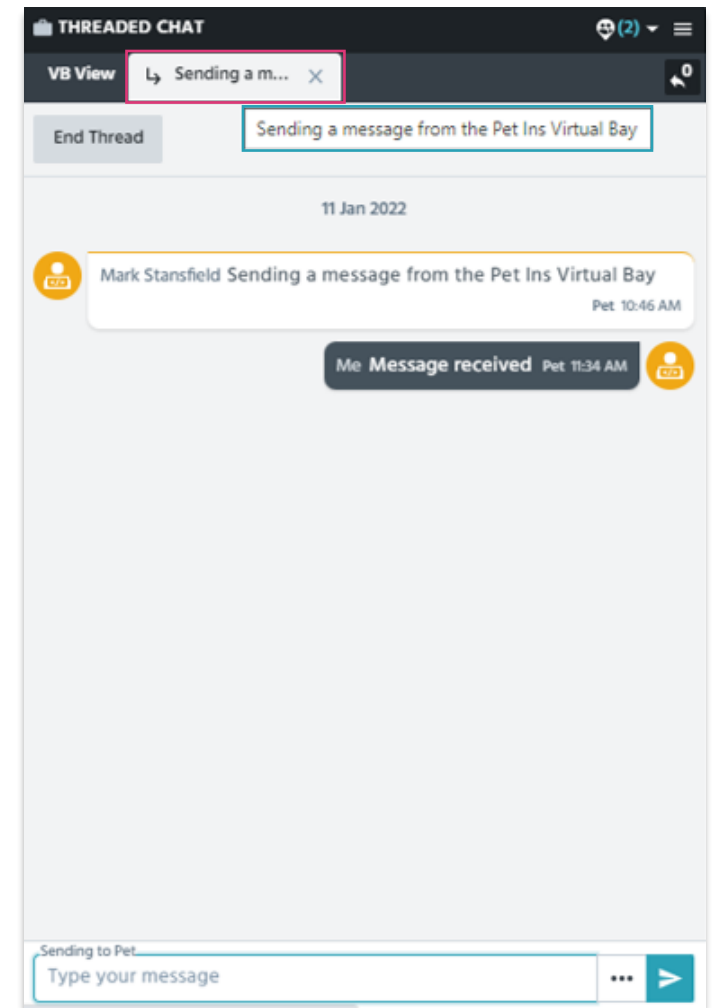 THREADED CHAT (2)
VB View Sending a m... 0
End Thread
Sending a message from the Pet Ins Virtual Bay
11 Jan 2022
Mark Stansfield Sending a message from the Pet Ins Virtual Bay
Pet 10:46 AM
Me Message received Pet 11:34 AM
Sending to Pet
Type your message